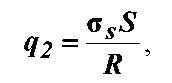 q₂ = σₛS / R,